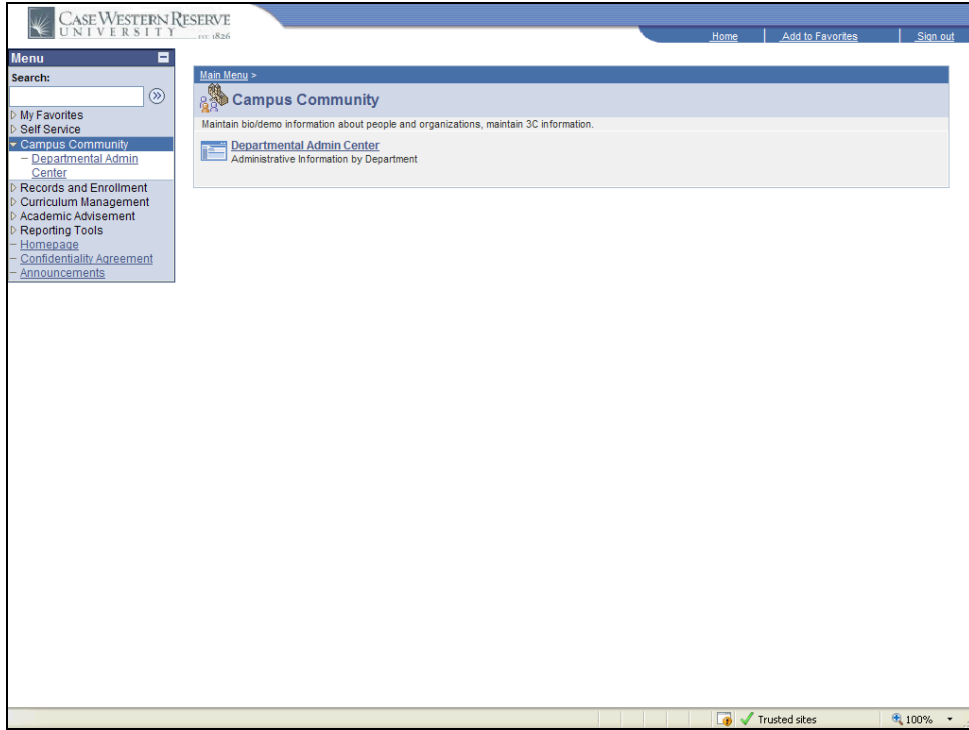 CASE WESTERN RESERVE
UNIVERSITY EST. 1826
Home Add to Favorites Sign out
Menu
Search:
My Favorites
Self Service
Campus Community
Departmental Admin
Center
Records and Enrollment
Curriculum Management
Academic Advisement
Reporting Tools
Homepage
Confidentiality Agreement
Announcements
Main Menu >
Campus Community
Maintain bio/demo information about people and organizations, maintain 3C information.
Departmental Admin Center
Administrative Information by Department
Trusted sites 100%